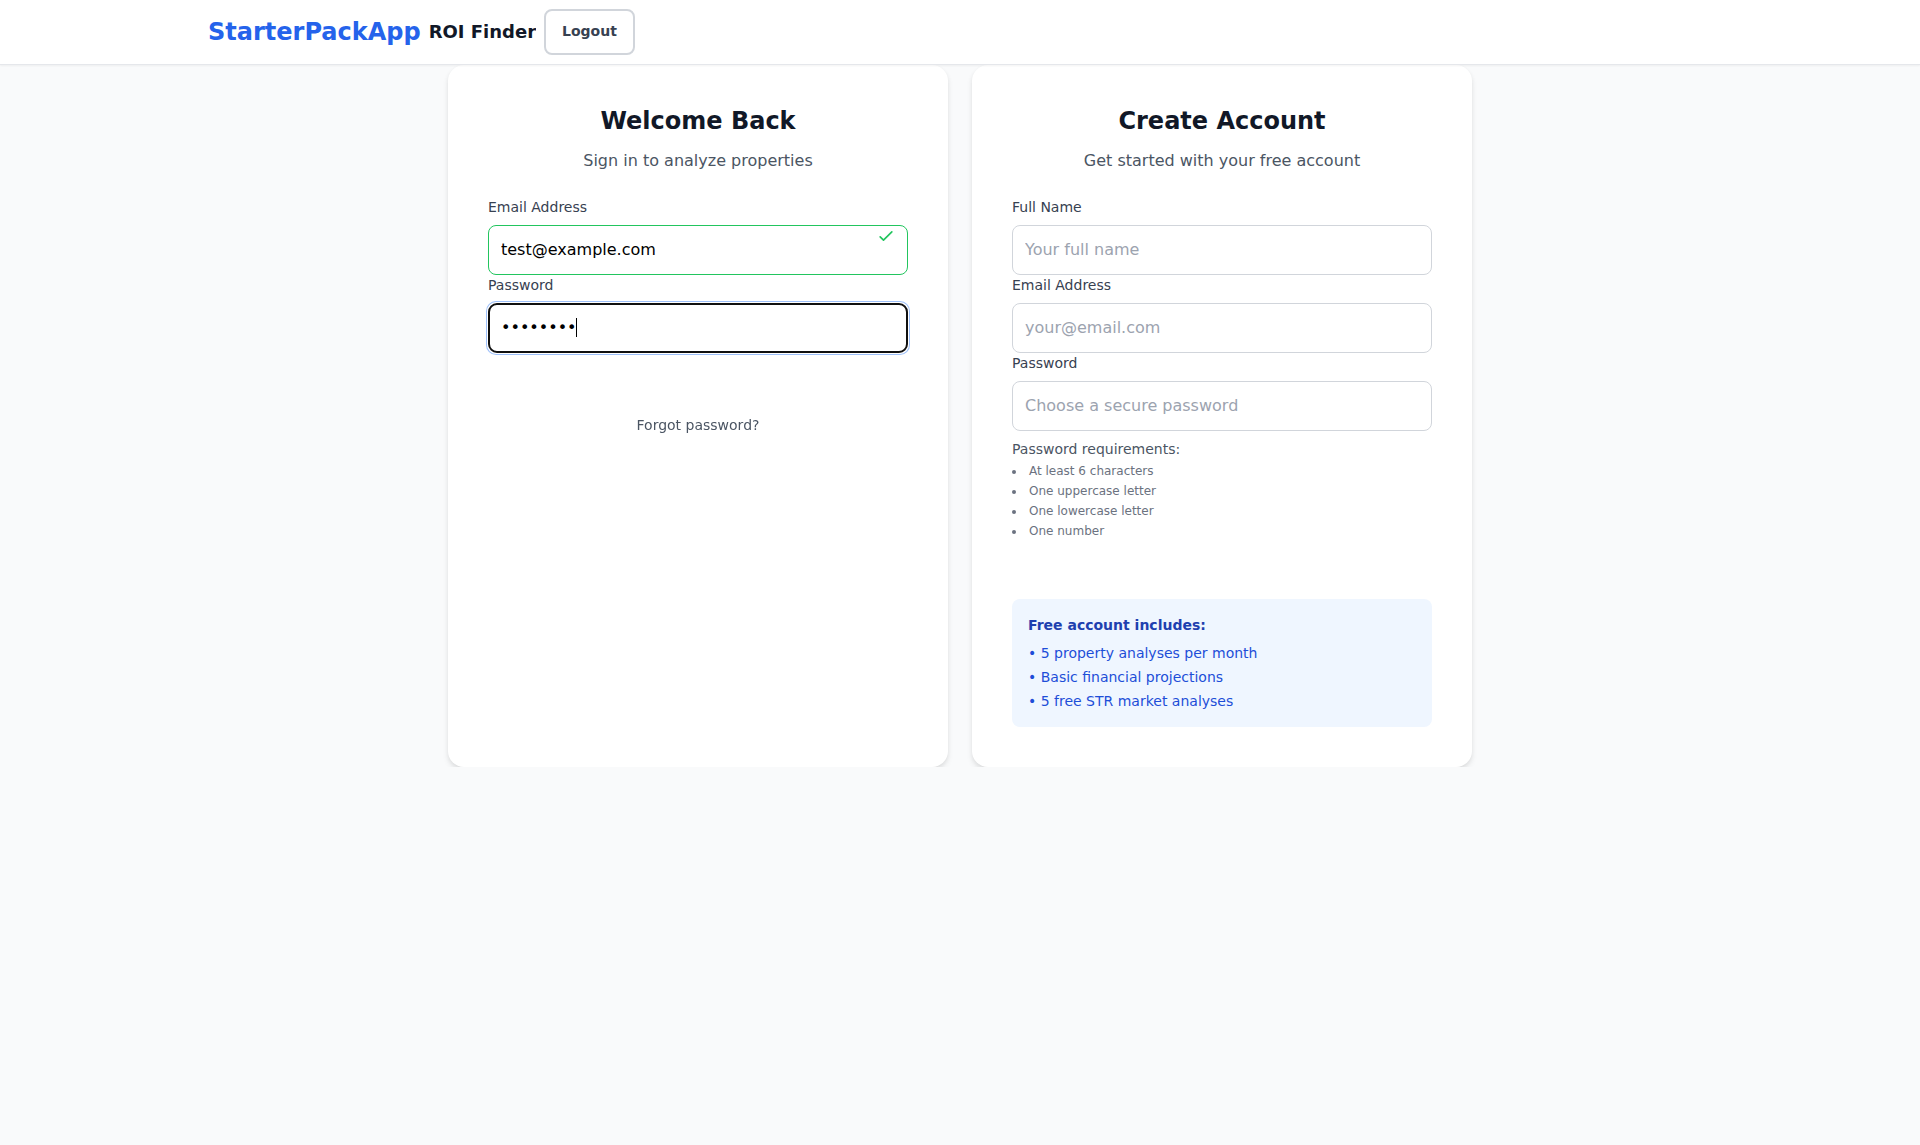 StarterPackApp ROI Finder Logout
Welcome Back
Sign in to analyze properties
Email Address
test@example.com
Password
••••••••
Forgot password?
Create Account
Get started with your free account
Full Name
Your full name
Email Address
your@email.com
Password
Choose a secure password
Password requirements:
• At least 6 characters
• One uppercase letter
• One lowercase letter
• One number
Free account includes:
• 5 property analyses per month
• Basic financial projections
• 5 free STR market analyses